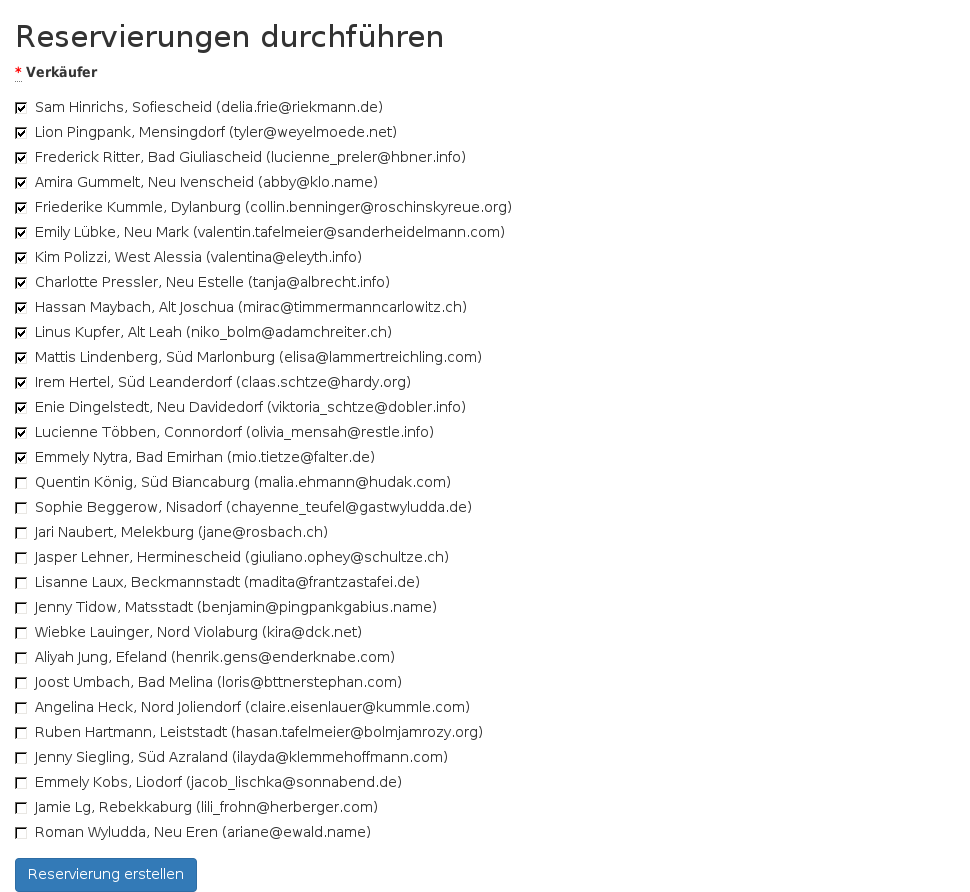 Reservierungen durchführen
* Verkäufer
Sam Hinrichs, Sofiescheid (delia.frie@riekmann.de)
Lion Pingpank, Mensingdorf (tyler@weyelmoede.net)
Frederick Ritter, Bad Giuliascheid (lucienne_preler@hbner.info)
Amira Gummelt, Neu Ivenscheid (abby@klo.name)
Friederike Kummle, Dylanburg (collin.benninger@roschinskyreue.org)
Emily Lübke, Neu Mark (valentin.tafelmeier@sanderheidelmann.com)
Kim Polizzi, West Alessia (valentina@eleyth.info)
Charlotte Pressler, Neu Estelle (tanja@albrecht.info)
Hassan Maybach, Alt Joschua (mirac@timmermanncarlowitz.ch)
Linus Kupfer, Alt Leah (niko_bolm@adamchreiter.ch)
Mattis Lindenberg, Süd Marlonburg (elisa@lammertreichling.com)
Irem Hertel, Süd Leanderdorf (claas.schtze@hardy.org)
Enie Dingelstedt, Neu Davidedorf (viktoria_schtze@dobler.info)
Lucienne Többen, Connordorf (olivia_mensah@restle.info)
Emmely Nytra, Bad Emirhan (mio.tietze@falter.de)
Quentin König, Süd Biancaburg (malia.ehmann@hudak.com)
Sophie Beggerow, Nisadorf (chayenne_teufel@gastwyludda.de)
Jari Naubert, Melekburg (jane@rosbach.ch)
Jasper Lehner, Herminescheid (giuliano.ophey@schultze.ch)
Lisanne Laux, Beckmannstadt (madita@frantzastafei.de)
Jenny Tidow, Matsstadt (benjamin@pingpankgabius.name)
Wiebke Lauinger, Nord Violaburg (kira@dck.net)
Aliyah Jung, Efeland (henrik.gens@enderknabe.com)
Joost Umbach, Bad Melina (loris@bttnerstephan.com)
Angelina Heck, Nord Joliendorf (claire.eisenlauer@kummle.com)
Ruben Hartmann, Leiststadt (hasan.tafelmeier@bolmjamrozy.org)
Jenny Siegling, Süd Azraland (ilayda@klemmehoffmann.com)
Emmely Kobs, Liodorf (jacob_lischka@sonnabend.de)
Jamie Lg, Rebekkaburg (lili_frohn@herberger.com)
Roman Wyludda, Neu Eren (ariane@ewald.name)
Reservierung erstellen